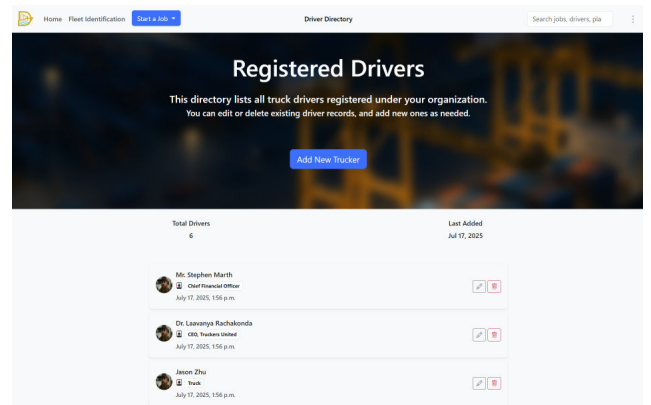 Home Fleet Identification Start a Job Driver Directory Search jobs, drivers, pla
Registered Drivers
This directory lists all truck drivers registered under your organization.
You can edit or delete existing driver records, and add new ones as needed.
Add New Trucker
Total Drivers Last Added
6 Jul 17, 2025
Mr. Stephen Marth
Chief Financial Officer
July 17, 2025, 1:56 p.m.
Dr. Laavanya Rachakonda
CEO, Truckers United
July 17, 2025, 1:56 p.m.
Jason Zhu
Truck
July 17, 2025, 1:56 p.m.